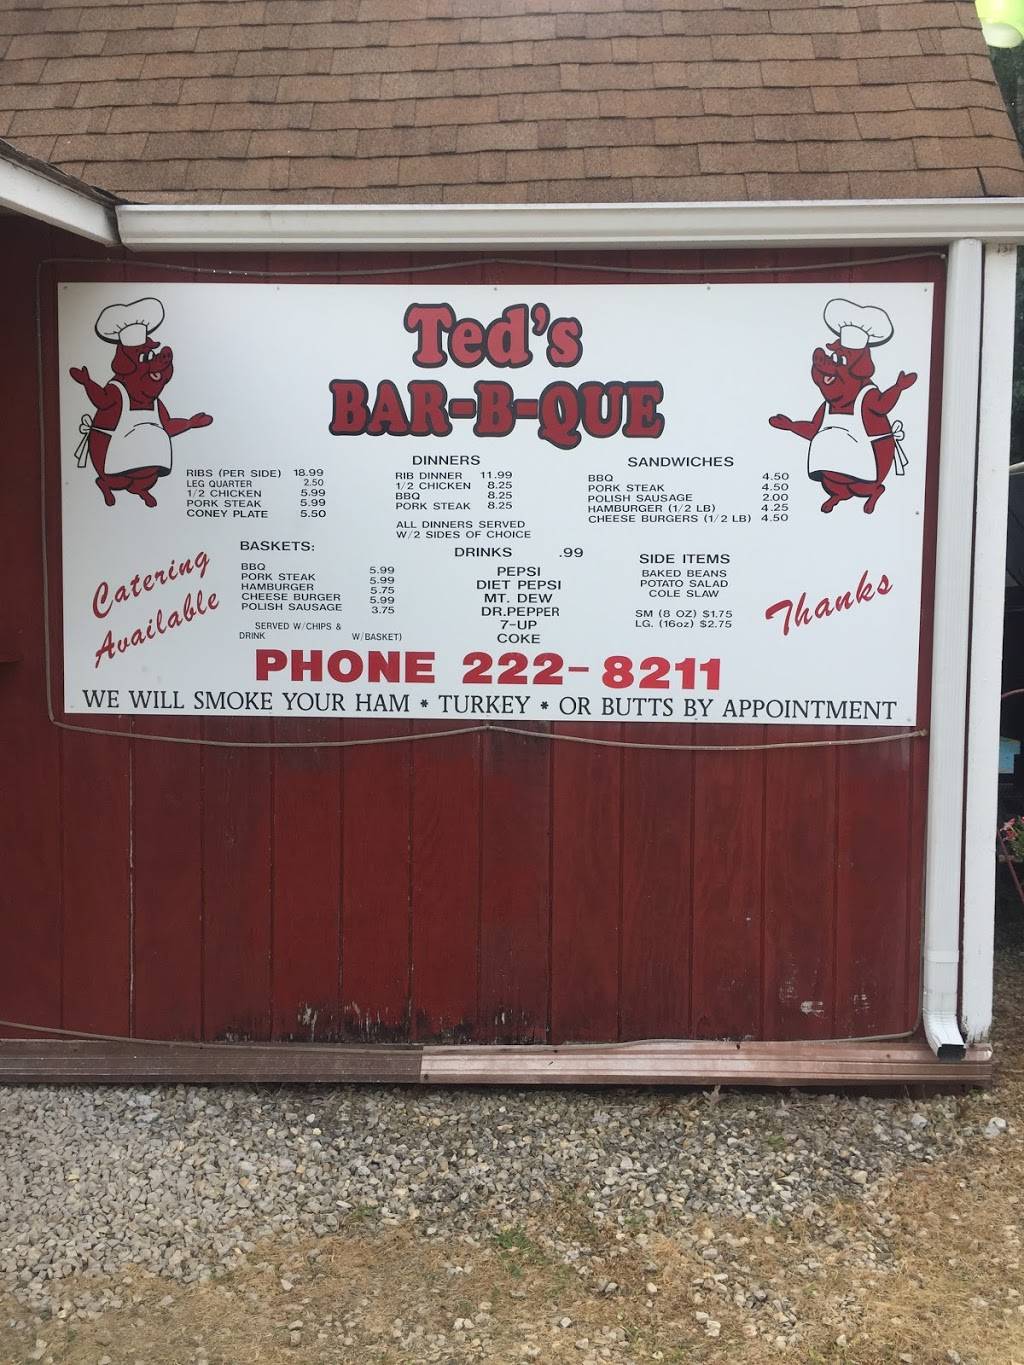 Ted's
BAR-B-QUE
RIBS (PER SIDE) 18.99
LEG QUARTER 2.50
1/2 CHICKEN 5.99
PORK STEAK 5.99
CONEY PLATE 5.50
DINNERS
RIB DINNER 11.99
1/2 CHICKEN 8.25
BBQ 8.25
PORK STEAK 8.25
ALL DINNERS SERVED
W/2 SIDES OF CHOICE
SANDWICHES
BBQ 4.50
PORK STEAK 4.50
POLISH SAUSAGE 2.00
HAMBURGER (1/2 LB) 4.25
CHEESE BURGERS (1/2 LB) 4.50
Catering
Available
BASKETS:
BBQ 5.99
PORK STEAK 5.99
HAMBURGER 5.75
CHEESE BURGER 5.99
POLISH SAUSAGE 3.75
SERVED W/CHIPS &
DRINK W/BASKET)
DRINKS .99
PEPSI
DIET PEPSI
MT. DEW
DR.PEPPER
7-UP
COKE
SIDE ITEMS
BAKED BEANS
POTATO SALAD
COLE SLAW
SM (8 OZ) $1.75
LG. (16oz) $2.75
Thanks
PHONE 222-8211
WE WILL SMOKE YOUR HAM * TURKEY * OR BUTTS BY APPOINTMENT